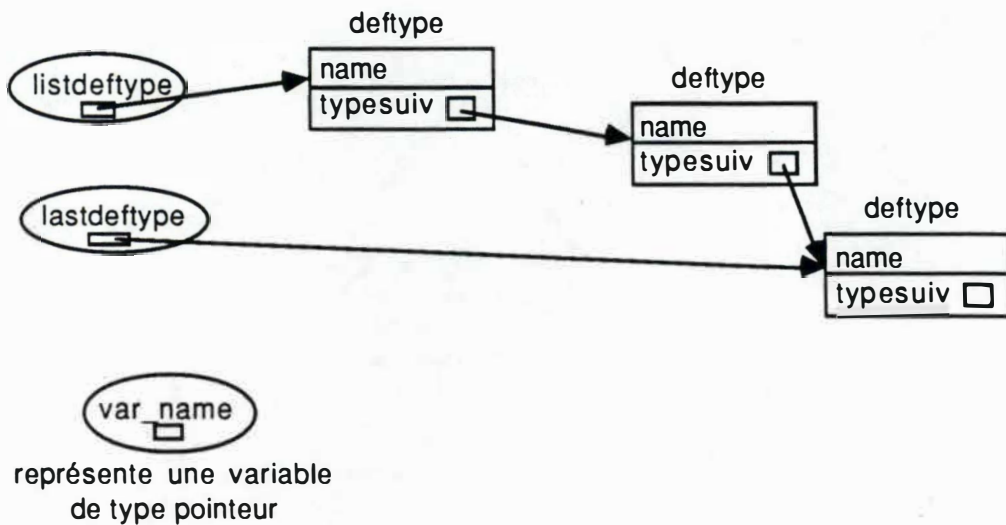 deftype
listdeftype
name
typesuiv
deftype
name
typesuiv
lastdeftype
deftype
name
typesuiv
var_name
représente une variable
de type pointeur